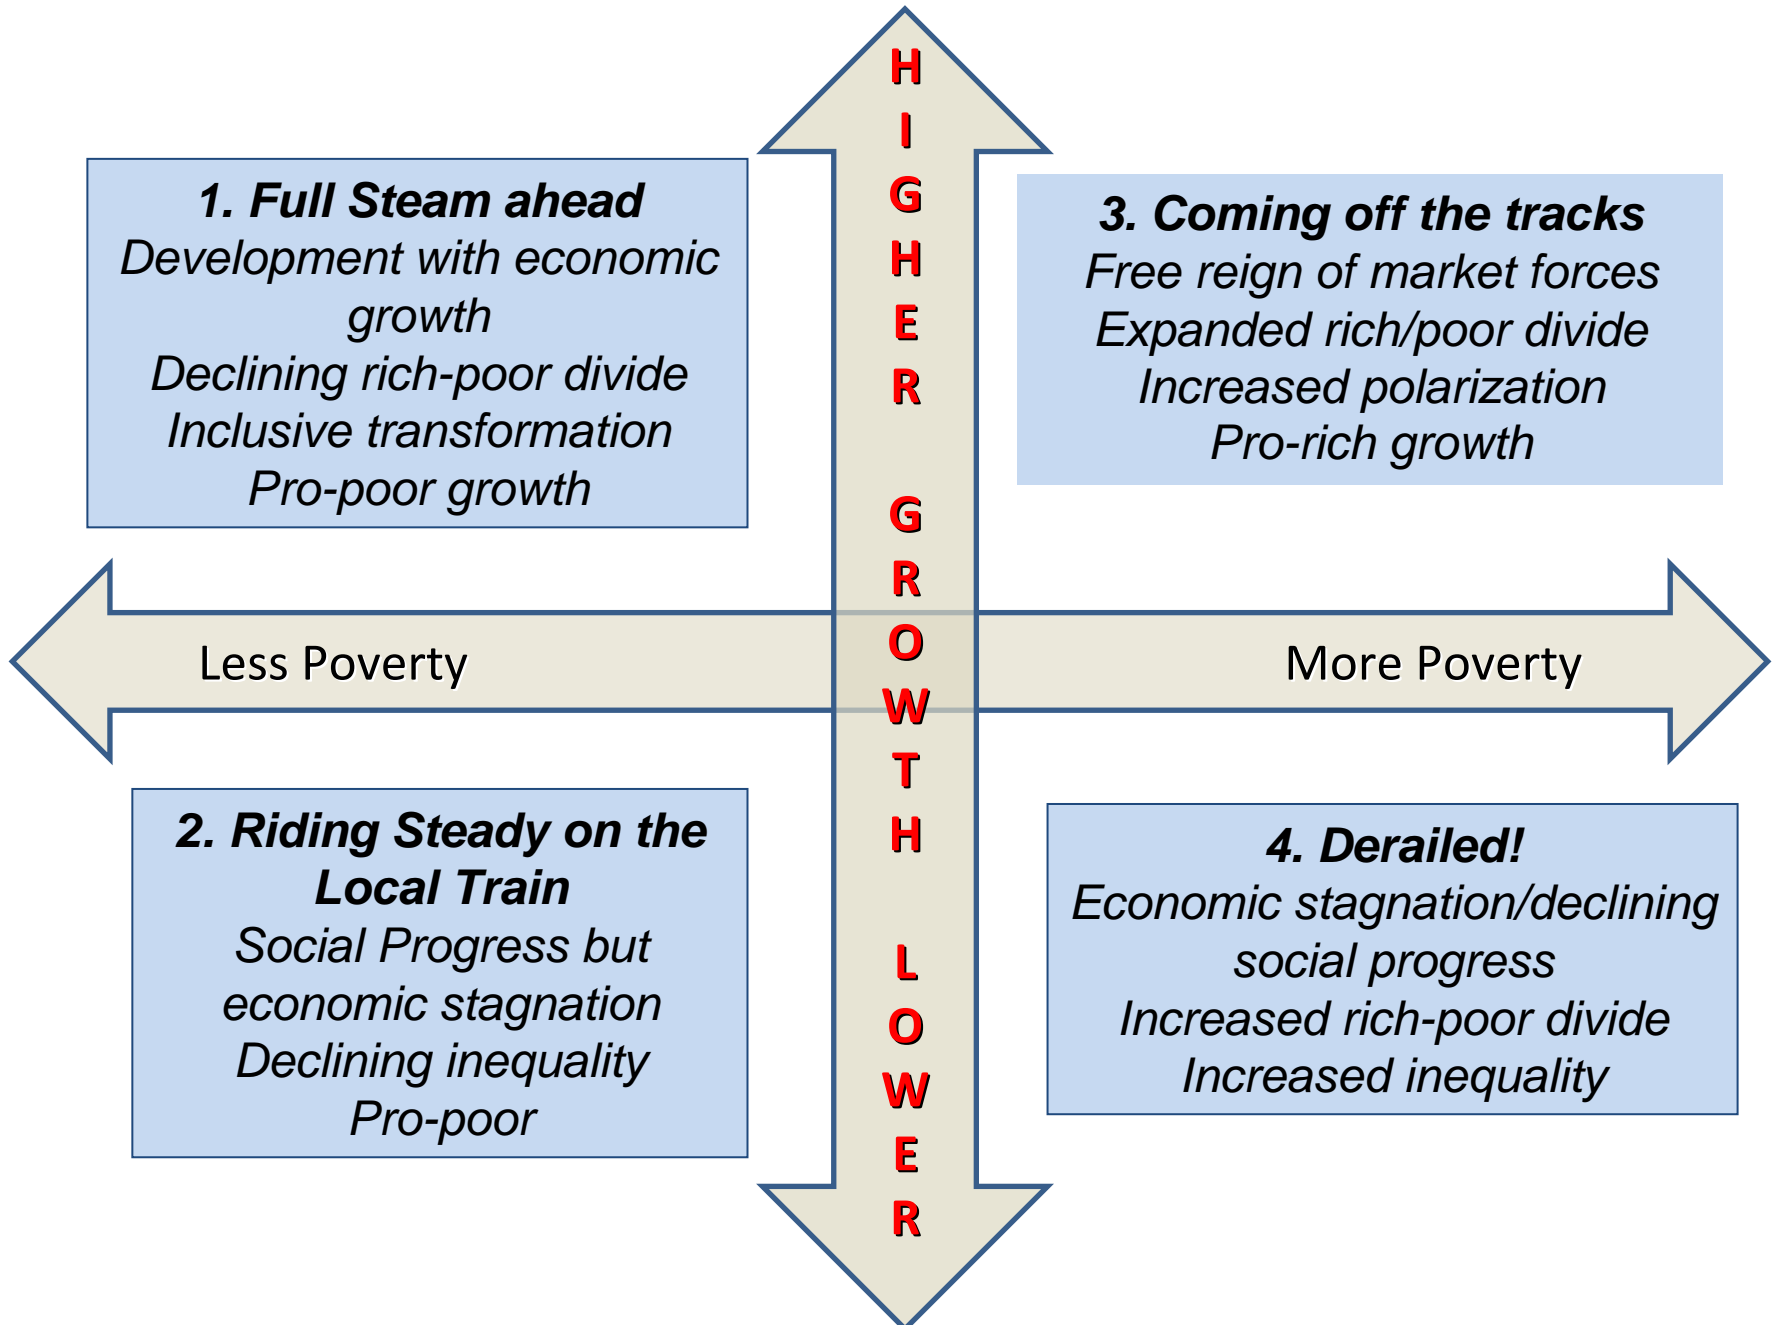 1. Full Steam ahead
Development with economic
growth
Declining rich-poor divide
Inclusive transformation
Pro-poor growth
HIGHER GROWTH LOWER
3. Coming off the tracks
Free reign of market forces
Expanded rich/poor divide
Increased polarization
Pro-rich growth
Less Poverty
More Poverty
2. Riding Steady on the
Local Train
Social Progress but
economic stagnation
Declining inequality
Pro-poor
4. Derailed!
Economic stagnation/declining
social progress
Increased rich-poor divide
Increased inequality